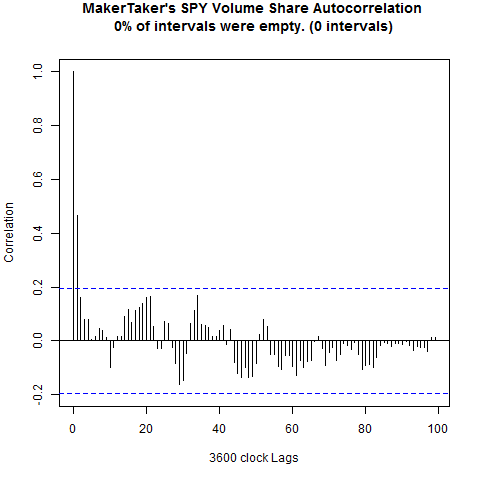 MakerTaker's SPY Volume Share Autocorrelation
0% of intervals were empty. (0 intervals)
Correlation
1.0
0.8
0.6
0.4
0.2
0.0
-0.2
0 20 40 60 80 100
3600 clock Lags